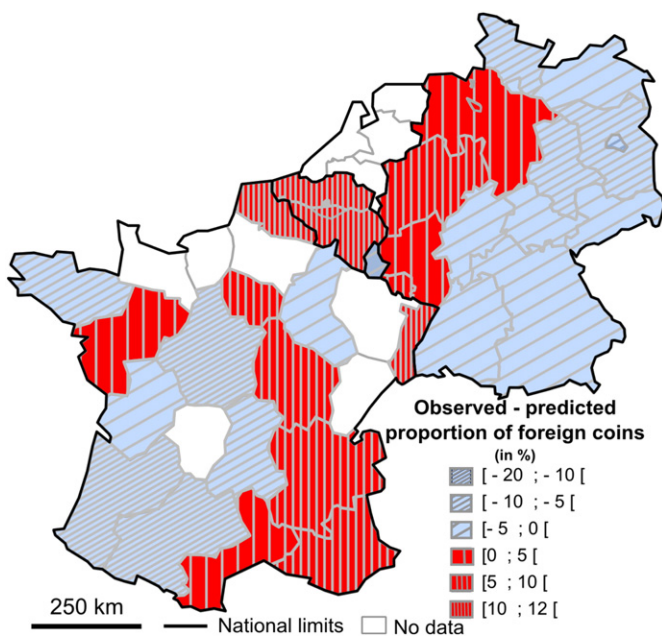 Observed - predicted
proportion of foreign coins
(in %)
[ - 20 ; - 10 [
[ - 10 ; - 5 [
[- 5 ; 0 [
[0 ; 5 [
[5 ; 10 [
[10 ; 12 [
250 km
National limits
No data